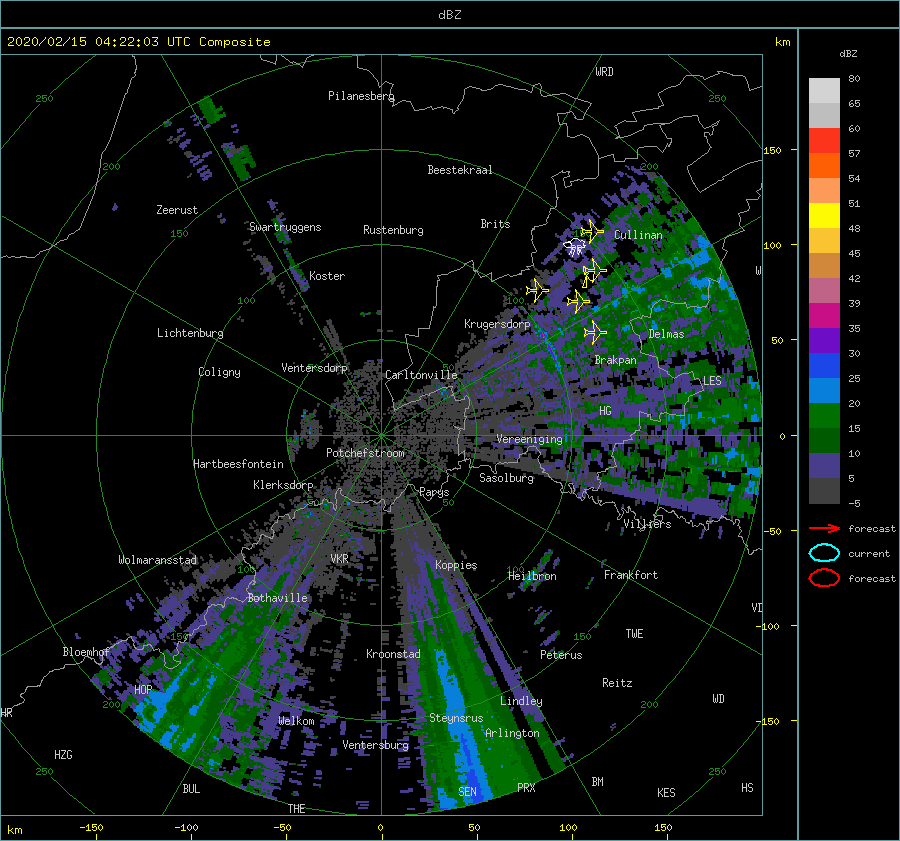 dBZ
2020/02/15 04:22:03 UTC Composite
km
dBZ
80
65
60
57
54
51
48
45
42
39
35
30
25
20
15
10
5
-5
forecast
current
forecast
150
100
50
0
-50
-100
-150
km
-150
-100
-50
0
50
100
150
250
200
150
100
50
250
200
100
50
50
100
150
200
250
50
100
150
200
250
WRD
Pilanesberg
Beestekraal
Zeerust
Swartruggens
Rustenburg
Brits
Cullinan
W
Koster
Krugersdorp
Lichtenburg
Delmas
Brakpan
Ventersdorp
Coligny
Carltonville
LES
HG
Vereeniging
Potchefstroom
Hartbeesfontein
Sasolburg
Klerksdorp
Parys
Villiers
VKR
Wolmaransstad
Koppies
Heilbron
Frankfort
Bothaville
VD
TWE
Bloemhof
Kroonstad
Peterus
Reitz
HOP
WD
Lindley
HR
Welkom
Steynsrus
Arlington
Ventersburg
HZG
BUL
THE
SEN
PRX
BM
KES
HS